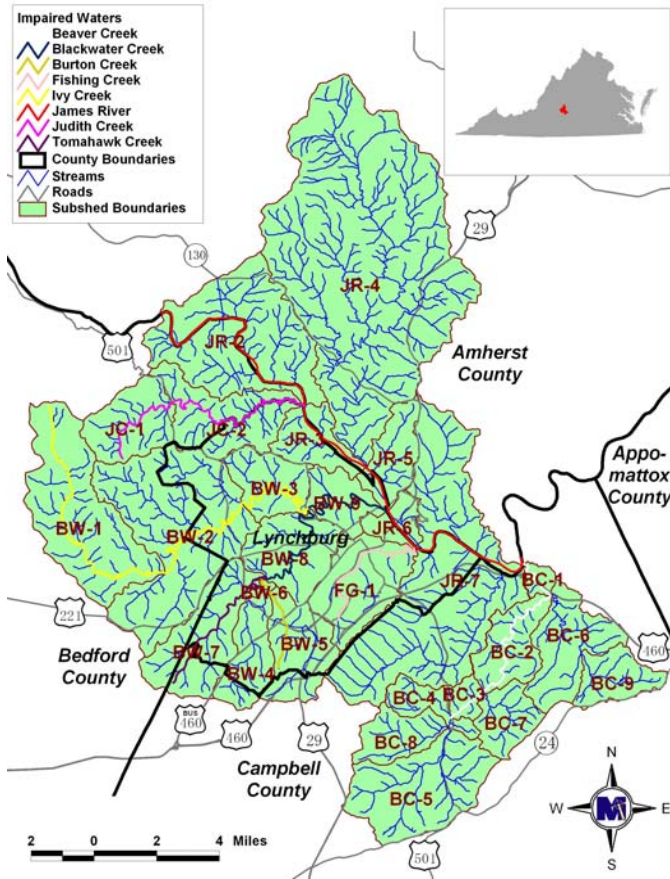 Impaired Waters
Beaver Creek
Blackwater Creek
Burton Creek
Fishing Creek
Ivy Creek
James River
Judith Creek
Tomahawk Creek
County Boundaries
Streams
Roads
Subshed Boundaries
29
130
JR-4
501
JR-2
Amherst
County
JC-1
JC-2
JR-3
JR-5
Appo-
mattox
County
BW-3
BW-9
BW-1
BW-2
JR-6
Lynchburg
BW-8
BC-1
JR-7
BW-6
FG-1
221
BC-2
BC-6
BW-5
460
Bedford
County
BW-7
BW-4
BC-4
BC-3
BC-9
BC-7
BUS
460
460
29
BC-8
24
Campbell
County
BC-5
N
W
M
E
S
2 0 2 4 Miles
501